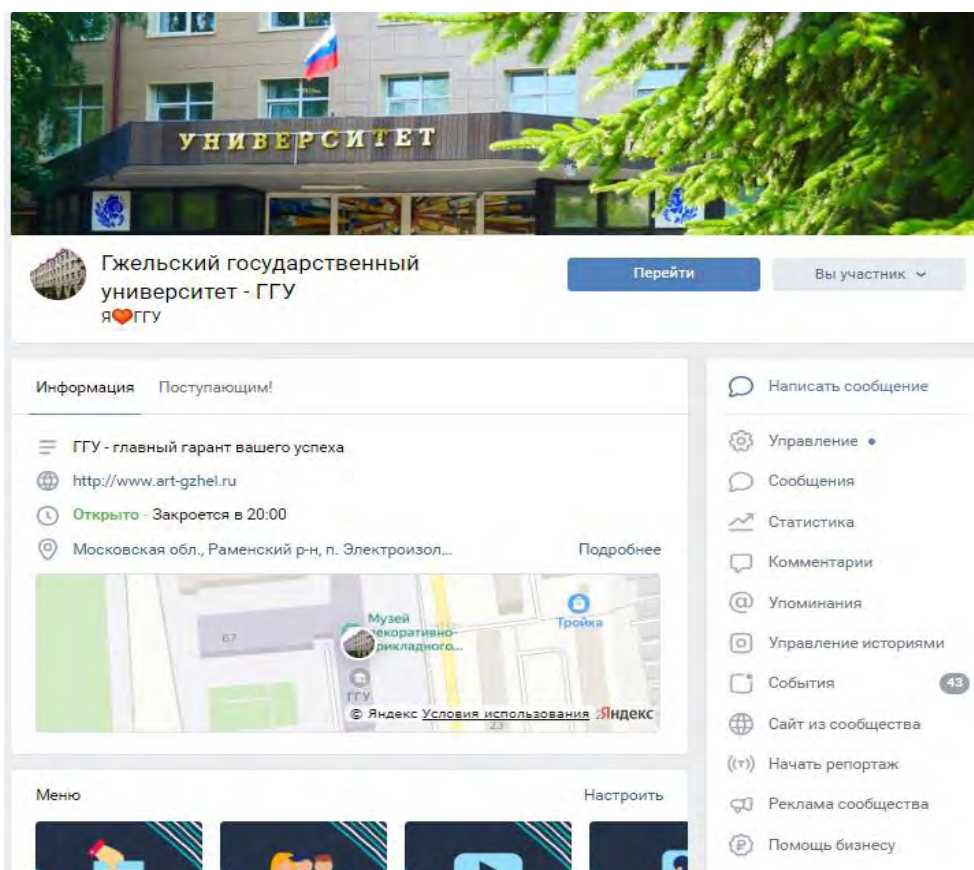 УНИВЕРСИТЕТ
Гжельский государственный
университет - ГГУ
Я❤ГГУ
Перейти
Вы участник
Информация
Поступающим!
ГГУ - главный гарант вашего успеха
http://www.art-gzhel.ru
Открыто - Закроется в 20:00
Московская обл., Раменский р-н, п. Электроизол...
Подробнее
Музей
декоративно-
прикладного...
Тройка
67
ГГУ
23
© Яндекс Условия использования
Яндекс
Меню
Настроить
Написать сообщение
Управление
Сообщения
Статистика
Комментарии
Упоминания
Управление историями
События
43
Сайт из сообщества
Начать репортаж
Реклама сообщества
Помощь бизнесу